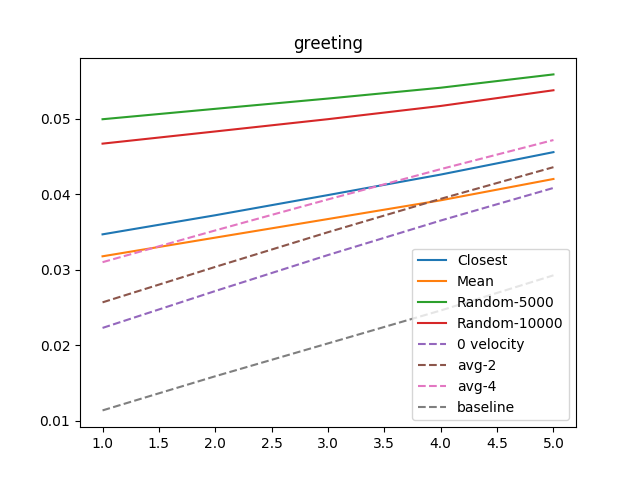 greeting
0.05
0.04
0.03
0.02
0.01
1.0 1.5 2.0 2.5 3.0 3.5 4.0 4.5 5.0
Closest
Mean
Random-5000
Random-10000
0 velocity
avg-2
avg-4
baseline